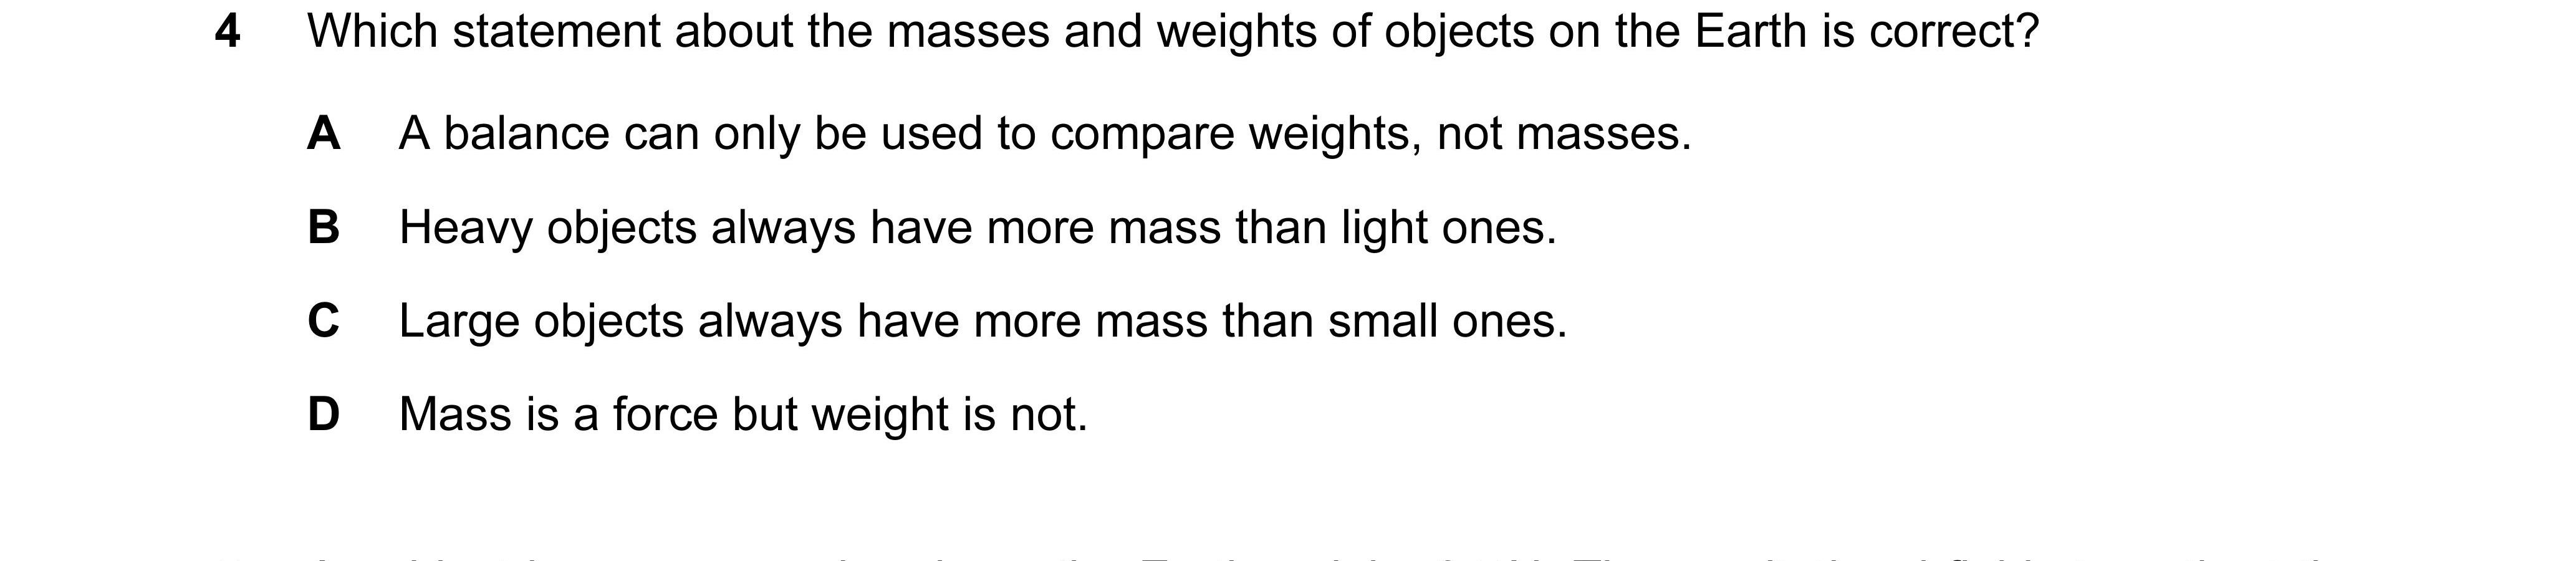 4 Which statement about the masses and weights of objects on the Earth is correct?
A A balance can only be used to compare weights, not masses.
B Heavy objects always have more mass than light ones.
C Large objects always have more mass than small ones.
D Mass is a force but weight is not.